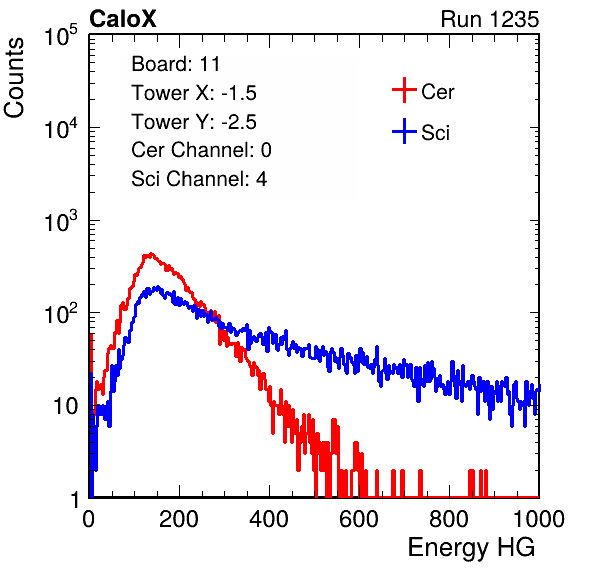 CaloX Run 1235
Counts
10^5
10^4
10^3
10^2
10
1
Board: 11
Tower X: -1.5
Tower Y: -2.5
Cer Channel: 0
Sci Channel: 4
Cer
Sci
0 200 400 600 800 1000
Energy HG